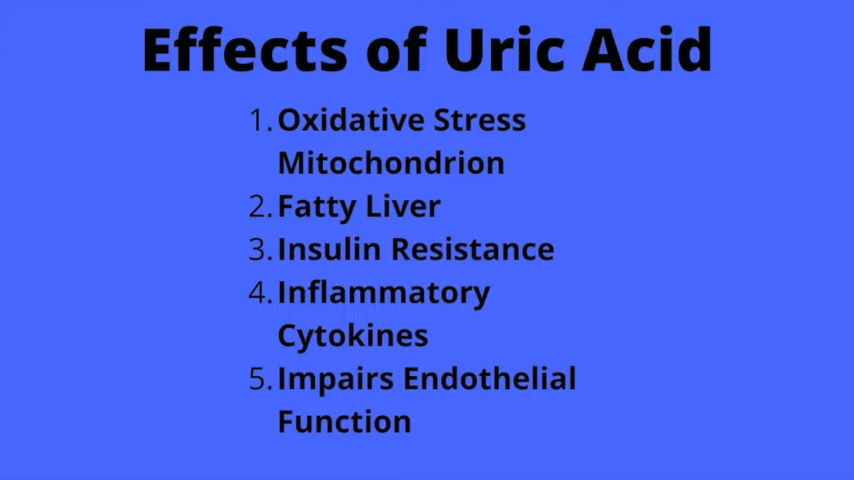 Effects of Uric Acid
1. Oxidative Stress
Mitochondrion
2. Fatty Liver
3. Insulin Resistance
4. Inflammatory
Cytokines
5. Impairs Endothelial
Function